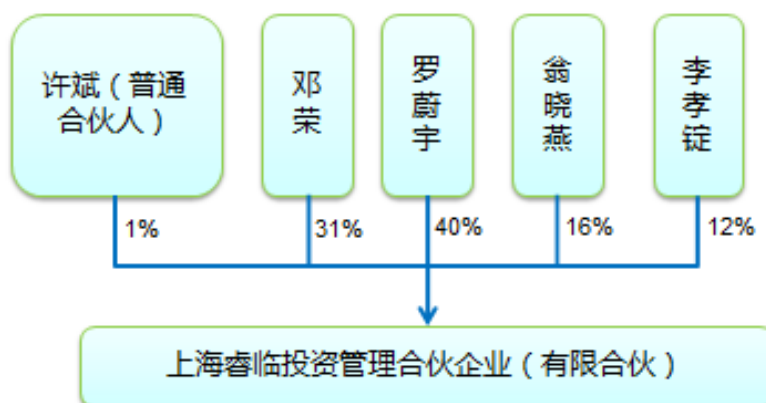 许斌（普通
合伙人）
邓
荣
罗
蔚
宇
翁
晓
燕
李
孝
锭
1%
31%
40%
16%
12%
上海睿临投资管理合伙企业（有限合伙）